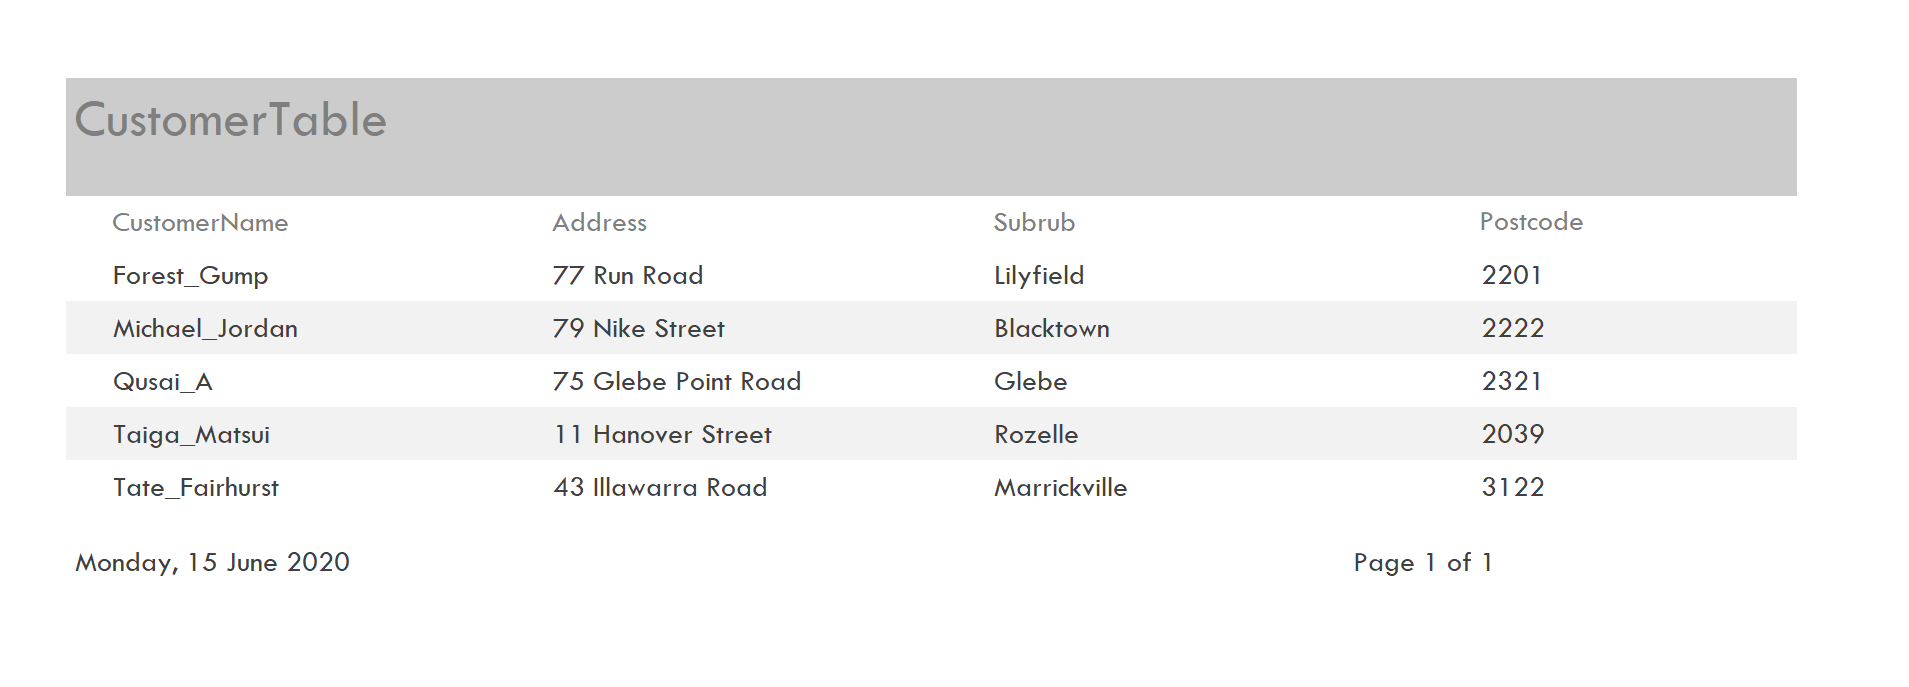 CustomerTable
CustomerName Address Subrub Postcode
Forest_Gump 77 Run Road Lilyfield 2201
Michael_Jordan 79 Nike Street Blacktown 2222
Qusai_A 75 Glebe Point Road Glebe 2321
Taiga_Matsui 11 Hanover Street Rozelle 2039
Tate_Fairhurst 43 Illawarra Road Marrickville 3122
Monday, 15 June 2020 Page 1 of 1